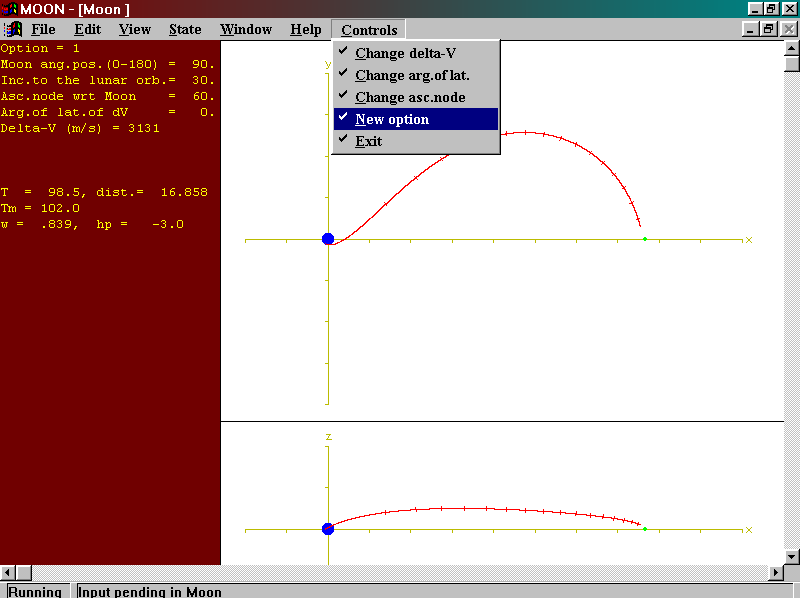 MOON - [Moon ]
File Edit View State Window Help Controls
Option = 1
Moon ang.pos.(0-180) = 90.
Inc.to the lunar orb.= 30.
Asc.node wrt Moon = 60.
Arg.of lat.of dV = 0.
Delta-V (m/s) = 3131
T = 98.5, dist.= 16.858
Tm = 102.0
w = .839, hp = -3.0
Change delta-V
Change arg.of lat.
Change asc.node
New option
Exit
y
x
z
x
Running Input pending in Moon